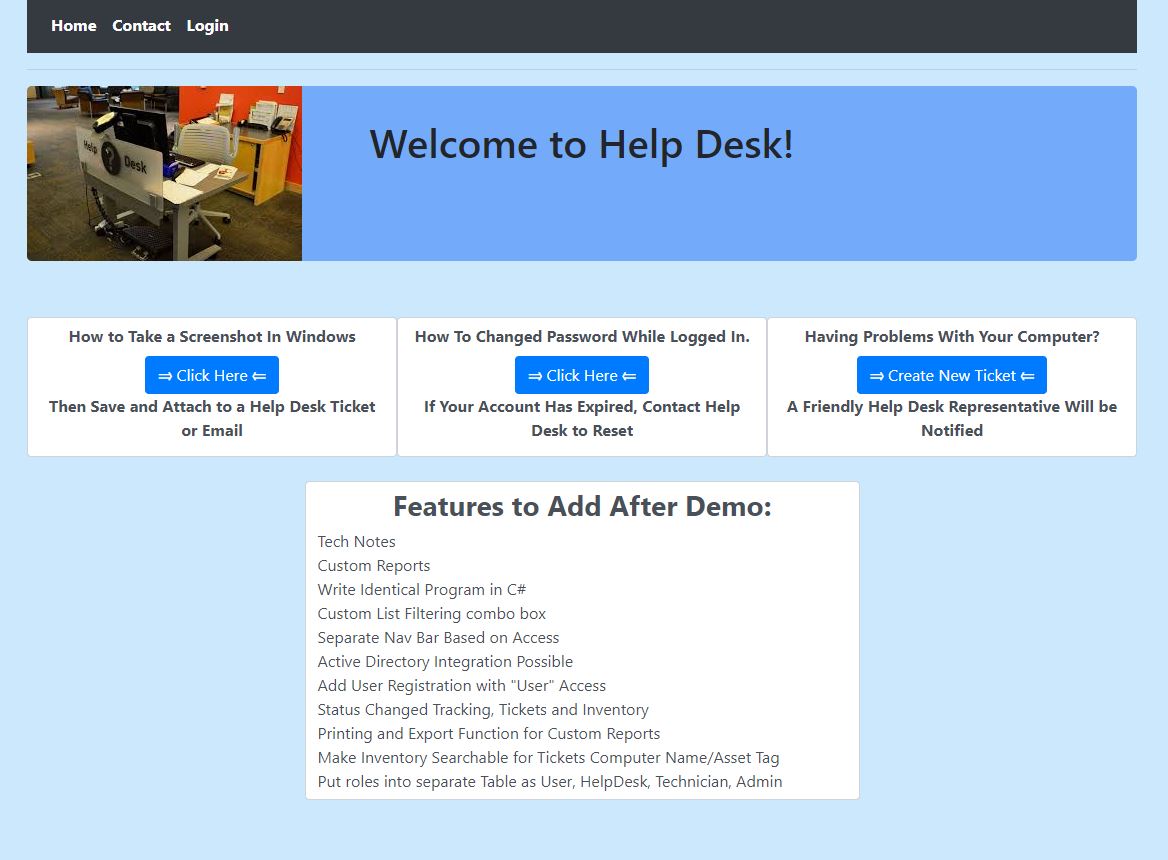 Home Contact Login
Help ? Desk
Welcome to Help Desk!
How to Take a Screenshot In Windows
⇒ Click Here ⇐
Then Save and Attach to a Help Desk Ticket
or Email
How To Changed Password While Logged In.
⇒ Click Here ⇐
If Your Account Has Expired, Contact Help
Desk to Reset
Having Problems With Your Computer?
⇒ Create New Ticket ⇐
A Friendly Help Desk Representative Will be
Notified
Features to Add After Demo:
Tech Notes
Custom Reports
Write Identical Program in C#
Custom List Filtering combo box
Separate Nav Bar Based on Access
Active Directory Integration Possible
Add User Registration with "User" Access
Status Changed Tracking, Tickets and Inventory
Printing and Export Function for Custom Reports
Make Inventory Searchable for Tickets Computer Name/Asset Tag
Put roles into separate Table as User, HelpDesk, Technician, Admin